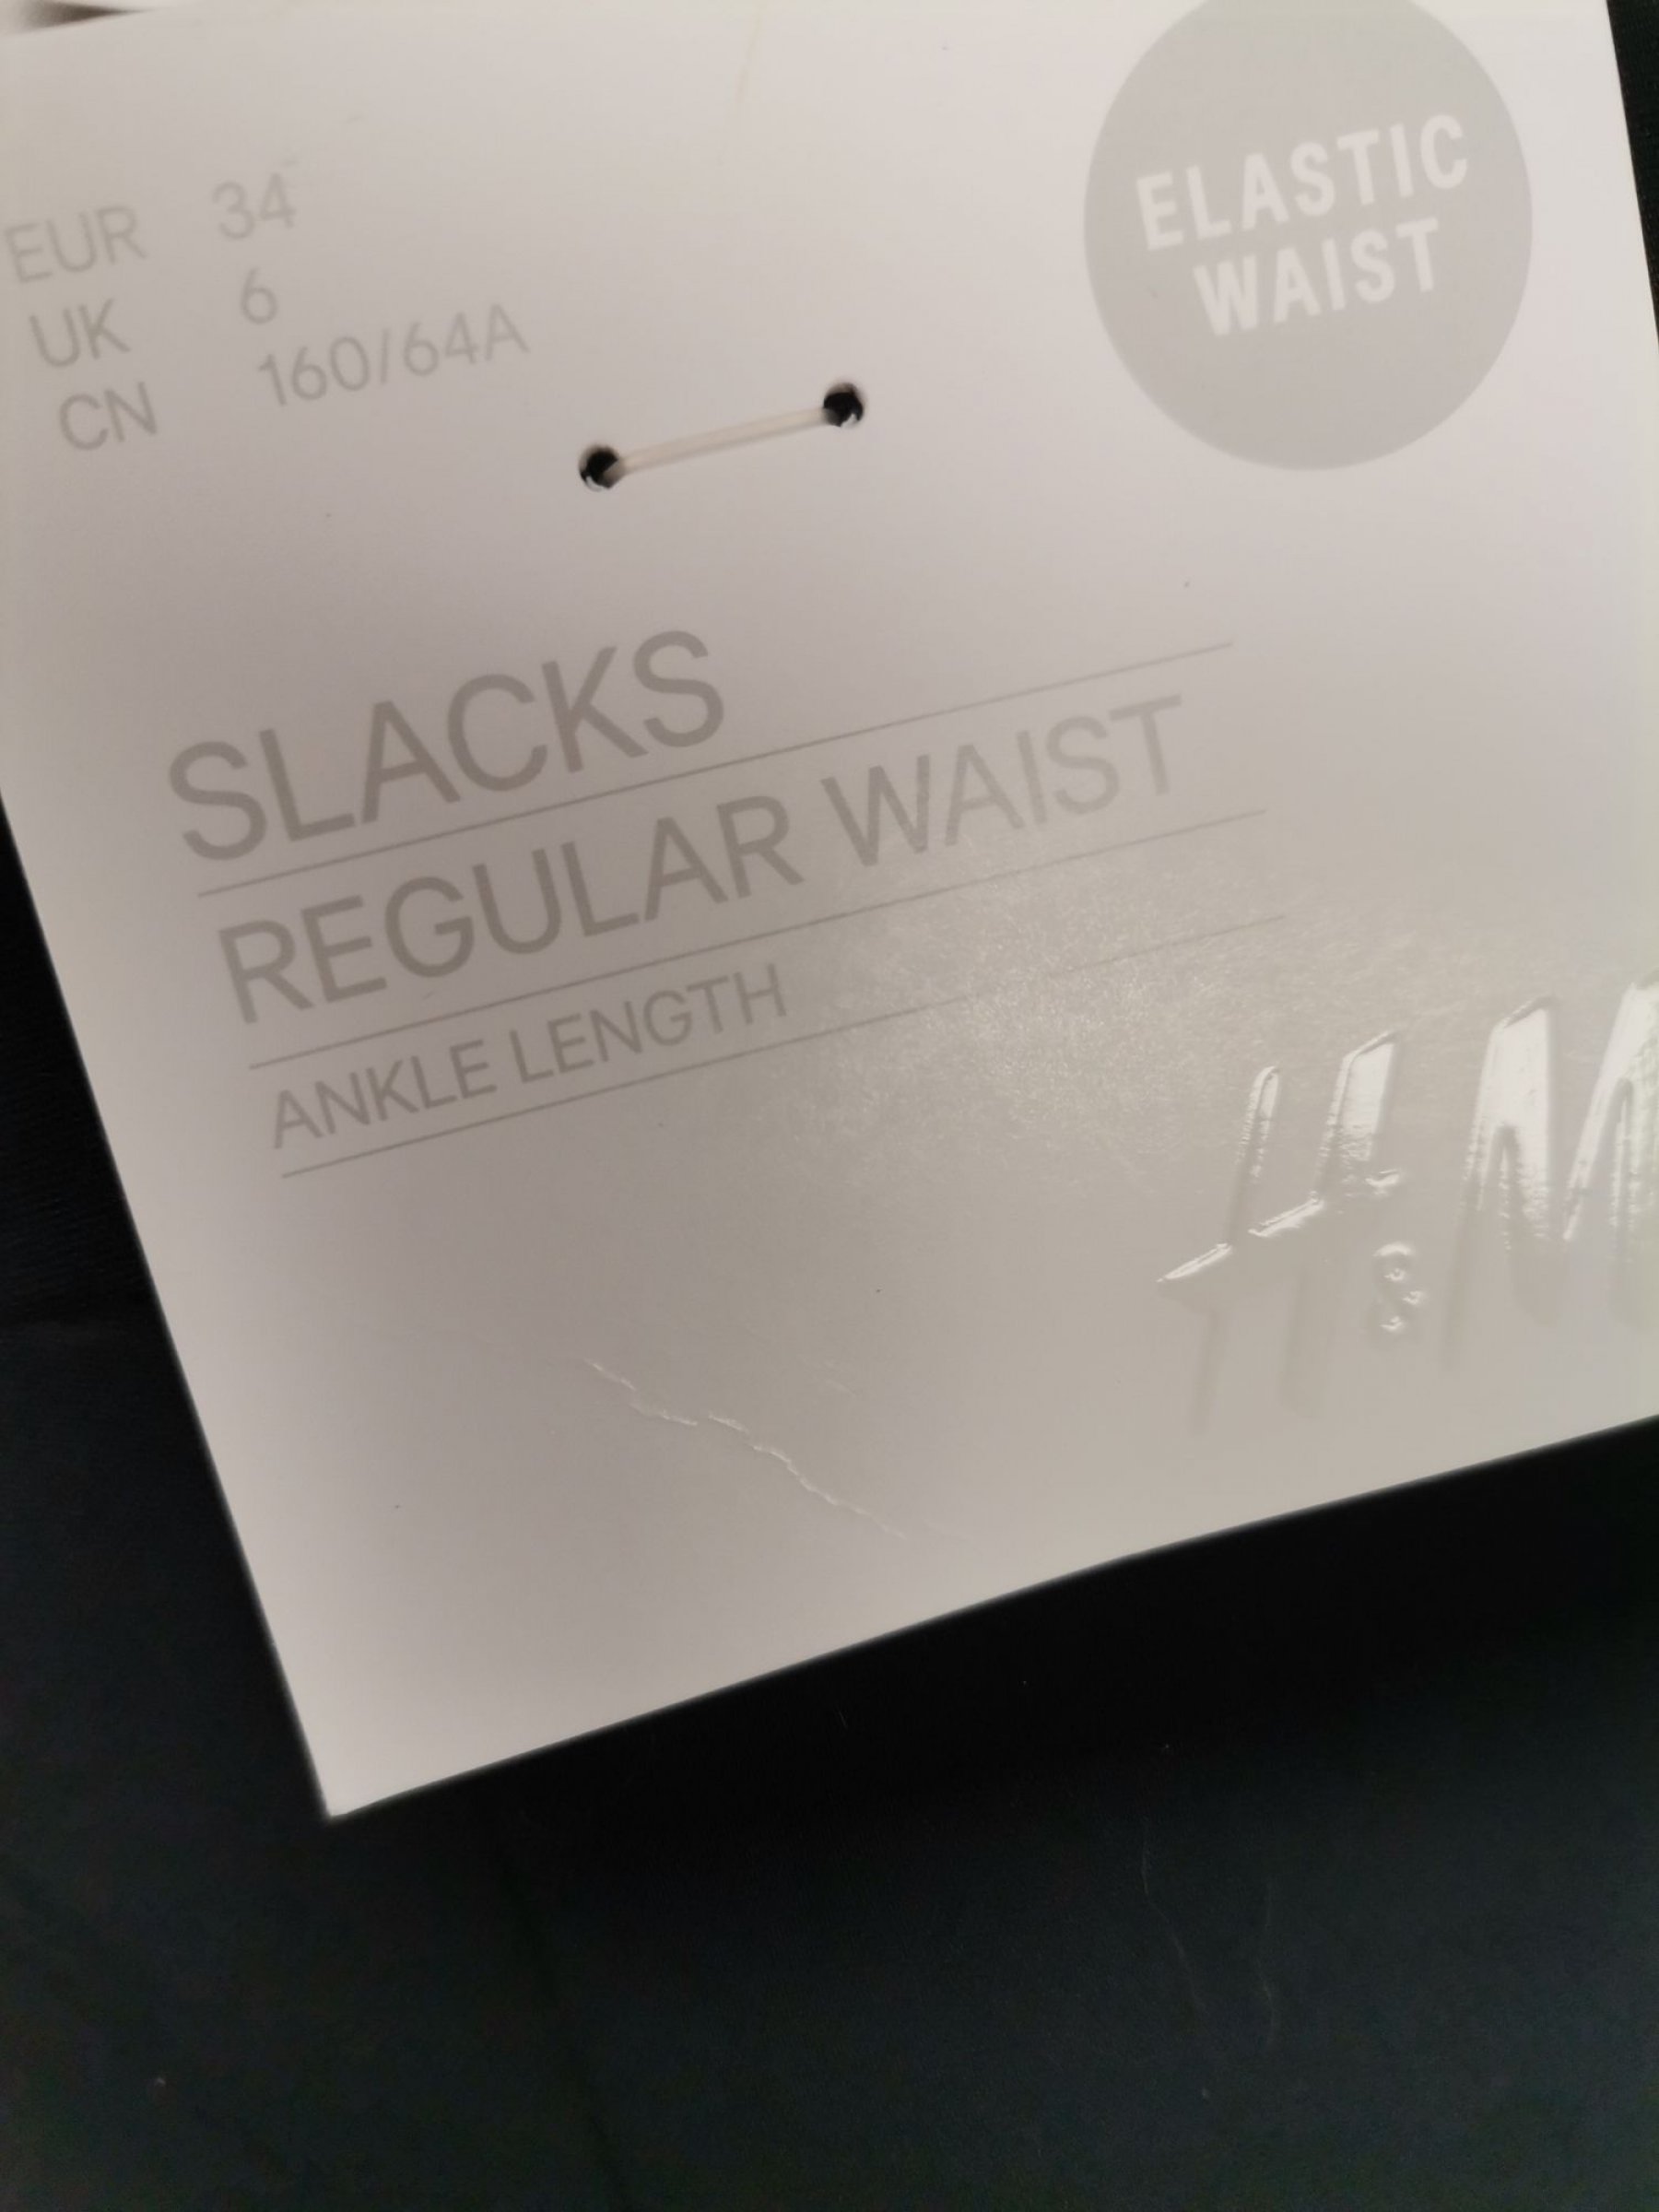 EUR 34
UK 6
CN 160/64A
ELASTIC
WAIST
SLACKS
REGULAR WAIST
ANKLE LENGTH
H&M